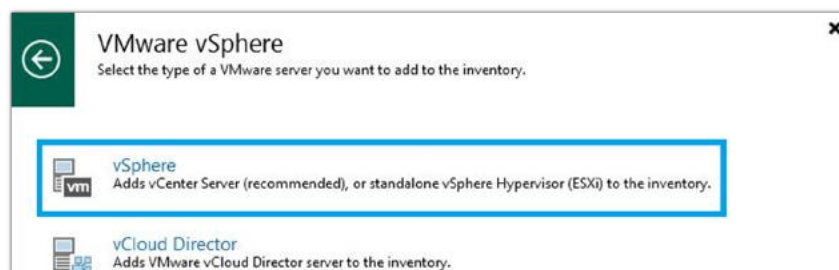 VMware vSphere
Select the type of a VMware server you want to add to the inventory.
vSphere
vm
Adds vCenter Server (recommended), or standalone vSphere Hypervisor (ESXi) to the inventory.
vCloud Director
Adds VMware vCloud Director server to the inventory.